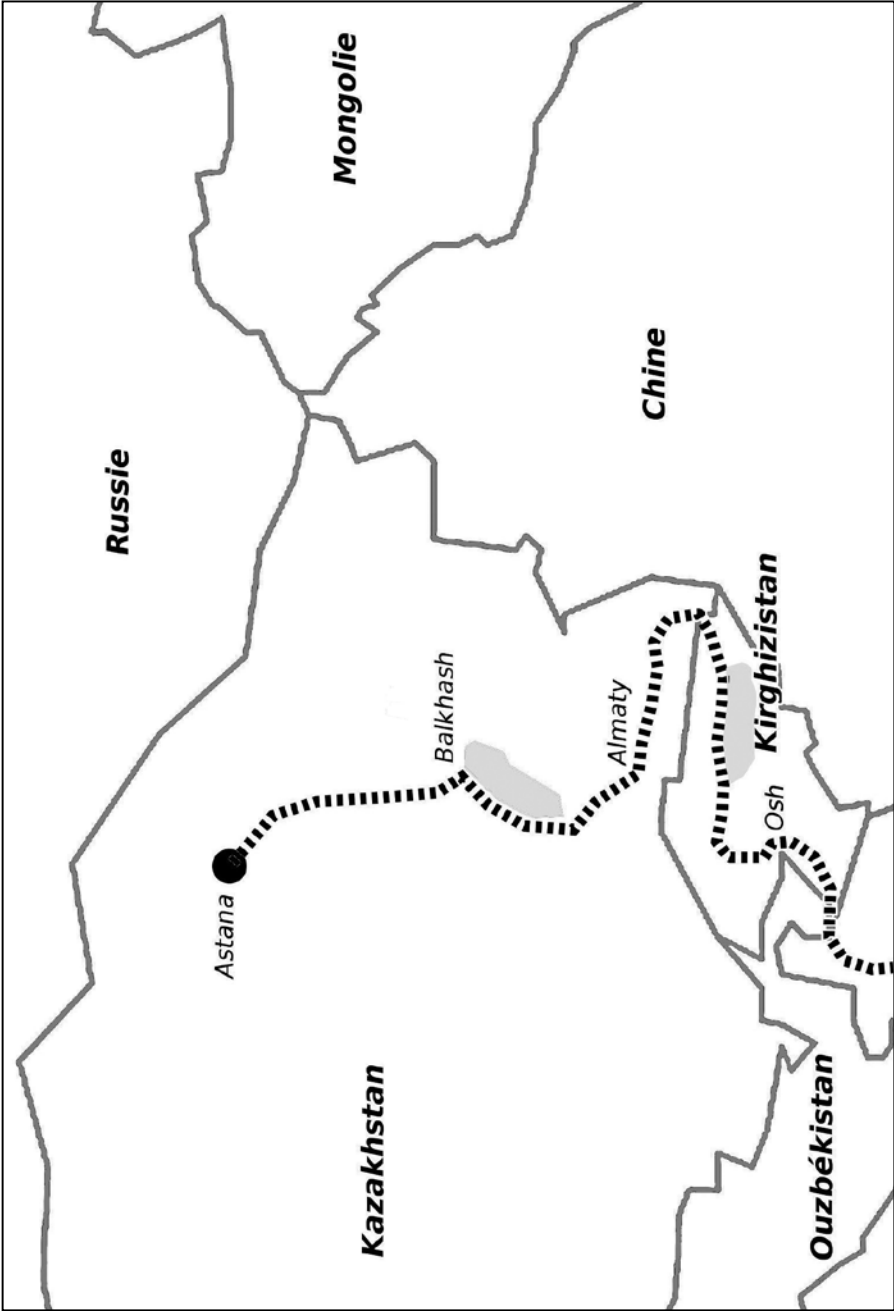 Russie
Mongolie
Astana
Kazakhstan
Balkhash
Almaty
Chine
Kirghizistan
Osh
Ouzbékistan